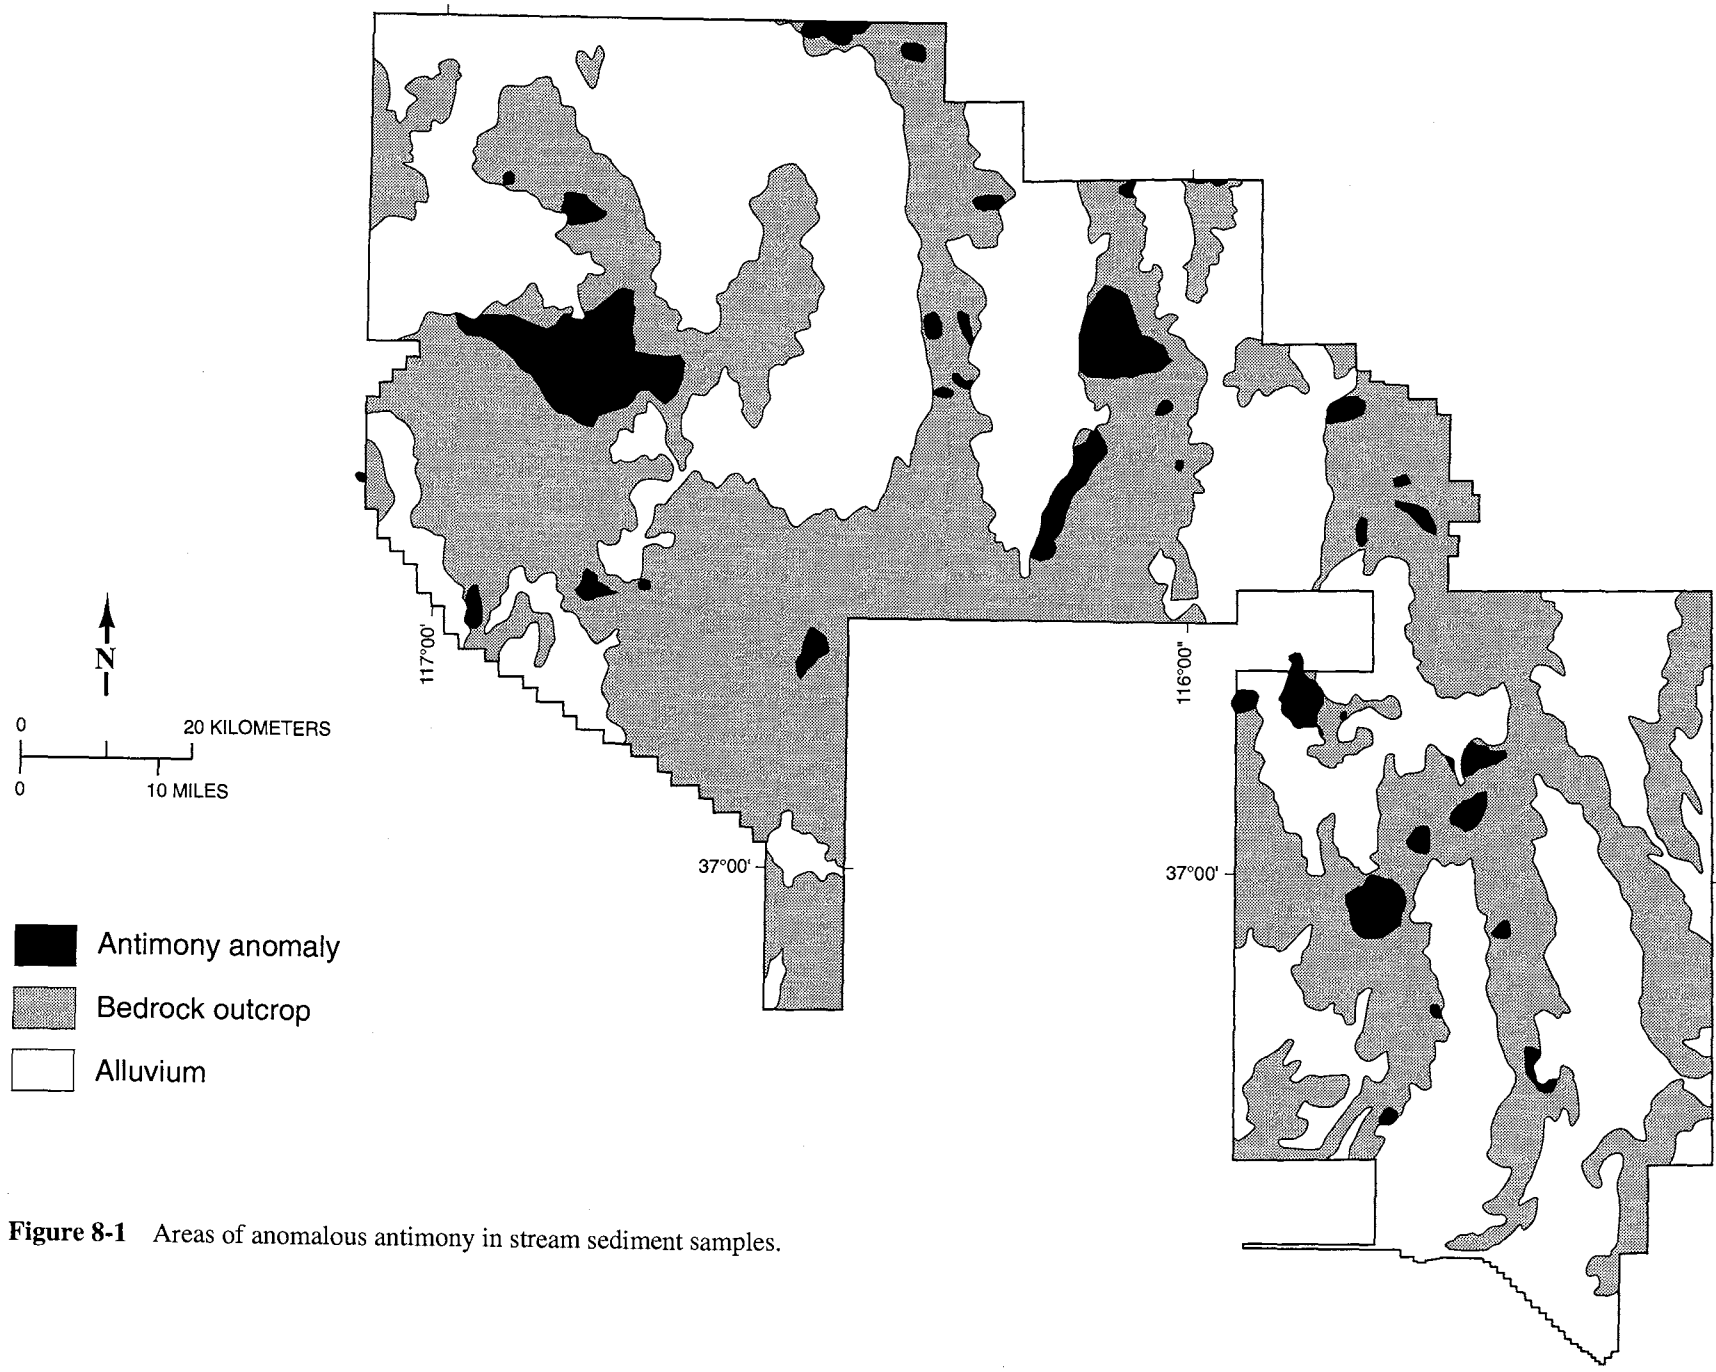 117°00'
116°00"
N
0 20 KILOMETERS
0 10 MILES
37°00'
37°00'
Antimony anomaly
Bedrock outcrop
Alluvium
Figure 8-1 Areas of anomalous antimony in stream sediment samples.